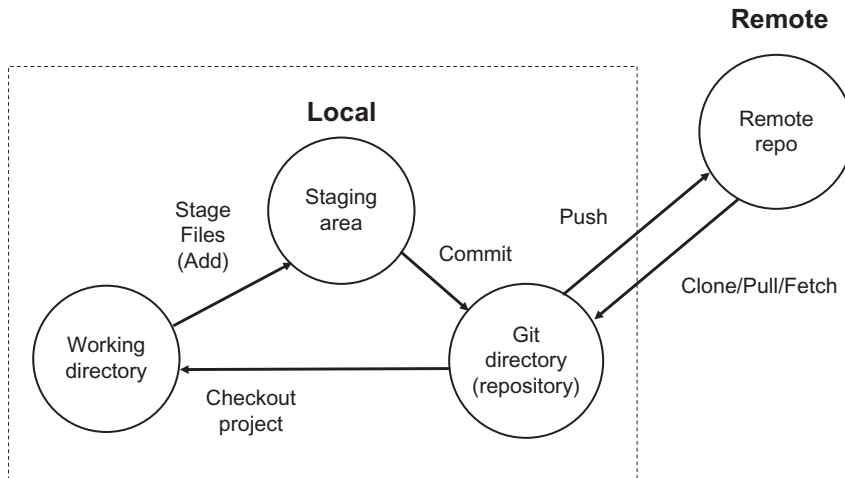 Remote
Local
Remote
repo
Staging
area
Stage
Files
(Add)
Push
Commit
Clone/Pull/Fetch
Working
directory
Git
directory
(repository)
Checkout
project